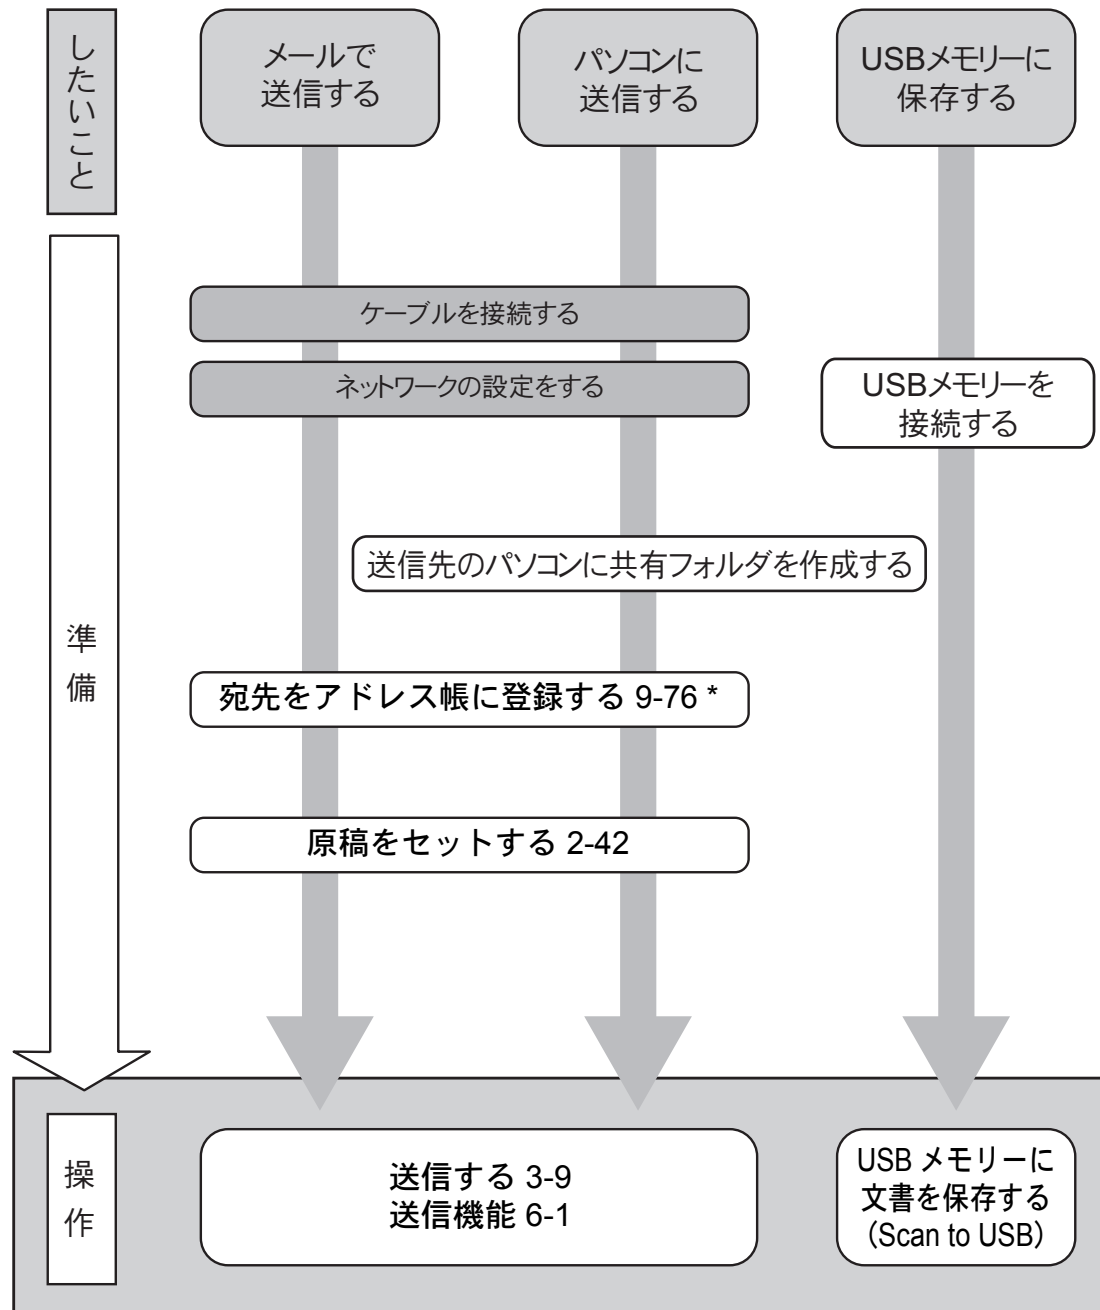 したいこと
メールで
送信する
パソコンに
送信する
USBメモリーに
保存する
準備
ケーブルを接続する
ネットワークの設定をする
USBメモリーを
接続する
送信先のパソコンに共有フォルダを作成する
宛先をアドレス帳に登録する 9-76 *
原稿をセットする 2-42
操作
送信する 3-9
送信機能 6-1
USB メモリーに
文書を保存する
（Scan to USB）